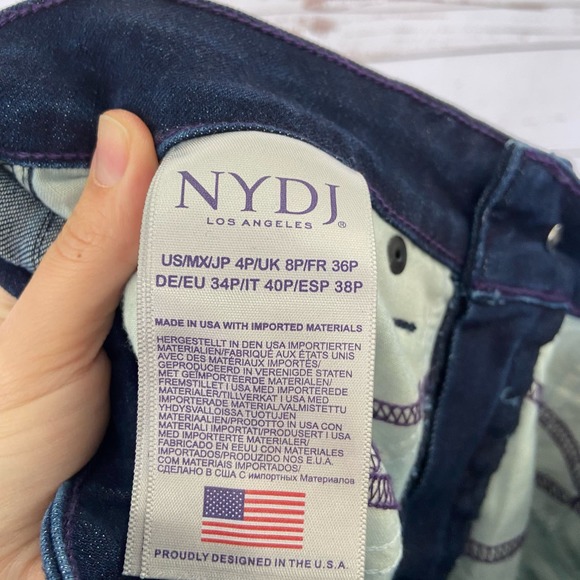 NYDJ
LOS ANGELES ®
US/MX/JP 4P/UK 8P/FR 36P
DE/EU 34P/IT 40P/ESP 38P
MADE IN USA WITH IMPORTED MATERIALS
HERGESTELLT IN DEN USA IMPORTIERTEN
MATERIALIEN/FABRIQUÉ AUX ÉTATS UNIS
AVEC DES MATÉRIAUX IMPORTÉS/
GEPRODUCEERD IN VERENIGDE STATEN
MET GEÏMPORTEERDE MATERIALEN/
FREMSTILLET I USA MED IMPORTEREDE
MATERIALER/TILLVERKAT I USA MED
IMPORTERADE MATERIAL/VALMISTETTU
YHDYSVALLOISSA TUOTUJEN
MATERIAALIEN/PRODOTTO IN USA CON
MATERIALI IMPORTATI/PRODUSERT I USA
MED IMPORTERTE MATERIALER/
FABRICADO EN EEUU CON MATERIALES
IMPORTADOS/PRODUZIDO NOS E.U.A.
COM MATERIAIS IMPORTADOS/
СДЕЛАНО В США С импортных Материалов
PROUDLY DESIGNED IN THE U.S.A.